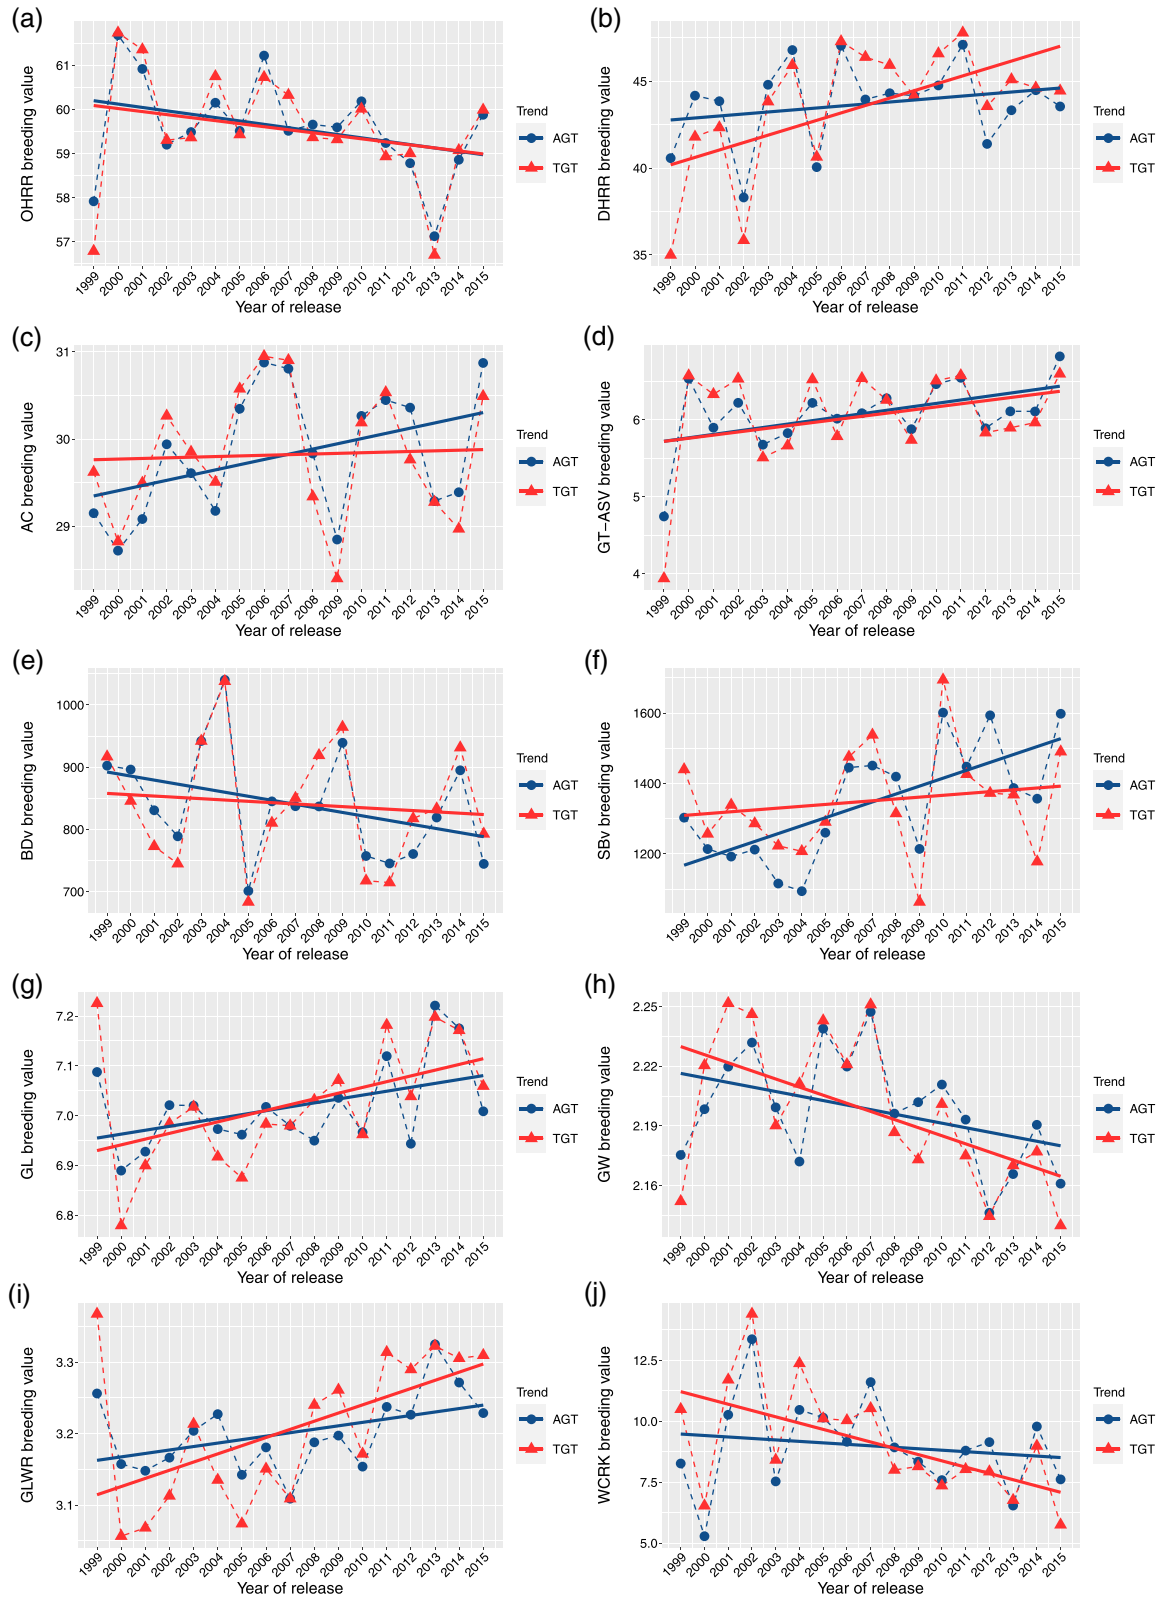 (a)
OHRR breeding value
61
60
59
58
57
1999 2000 2001 2002 2003 2004 2005 2006 2007 2008 2009 2010 2011 2012 2013 2014 2015
Year of release
Trend
AGT
TGT
(b)
DHRR breeding value
45
40
35
1999 2000 2001 2002 2003 2004 2005 2006 2007 2008 2009 2010 2011 2012 2013 2014 2015
Year of release
Trend
AGT
TGT
(c)
AC breeding value
31
30
29
1999 2000 2001 2002 2003 2004 2005 2006 2007 2008 2009 2010 2011 2012 2013 2014 2015
Year of release
Trend
AGT
TGT
(d)
GT−ASV breeding value
6
5
4
1999 2000 2001 2002 2003 2004 2005 2006 2007 2008 2009 2010 2011 2012 2013 2014 2015
Year of release
Trend
AGT
TGT
(e)
BDv breeding value
1000
900
800
700
1999 2000 2001 2002 2003 2004 2005 2006 2007 2008 2009 2010 2011 2012 2013 2014 2015
Year of release
Trend
AGT
TGT
(f)
SBv breeding value
1600
1400
1200
1999 2000 2001 2002 2003 2004 2005 2006 2007 2008 2009 2010 2011 2012 2013 2014 2015
Year of release
Trend
AGT
TGT
(g)
GL breeding value
7.2
7.1
7.0
6.9
6.8
1999 2000 2001 2002 2003 2004 2005 2006 2007 2008 2009 2010 2011 2012 2013 2014 2015
Year of release
Trend
AGT
TGT
(h)
GW breeding value
2.25
2.22
2.19
2.16
1999 2000 2001 2002 2003 2004 2005 2006 2007 2008 2009 2010 2011 2012 2013 2014 2015
Year of release
Trend
AGT
TGT
(i)
GLWR breeding value
3.3
3.2
3.1
1999 2000 2001 2002 2003 2004 2005 2006 2007 2008 2009 2010 2011 2012 2013 2014 2015
Year of release
Trend
AGT
TGT
(j)
WCRK breeding value
12.5
10.0
7.5
5.0
1999 2000 2001 2002 2003 2004 2005 2006 2007 2008 2009 2010 2011 2012 2013 2014 2015
Year of release
Trend
AGT
TGT